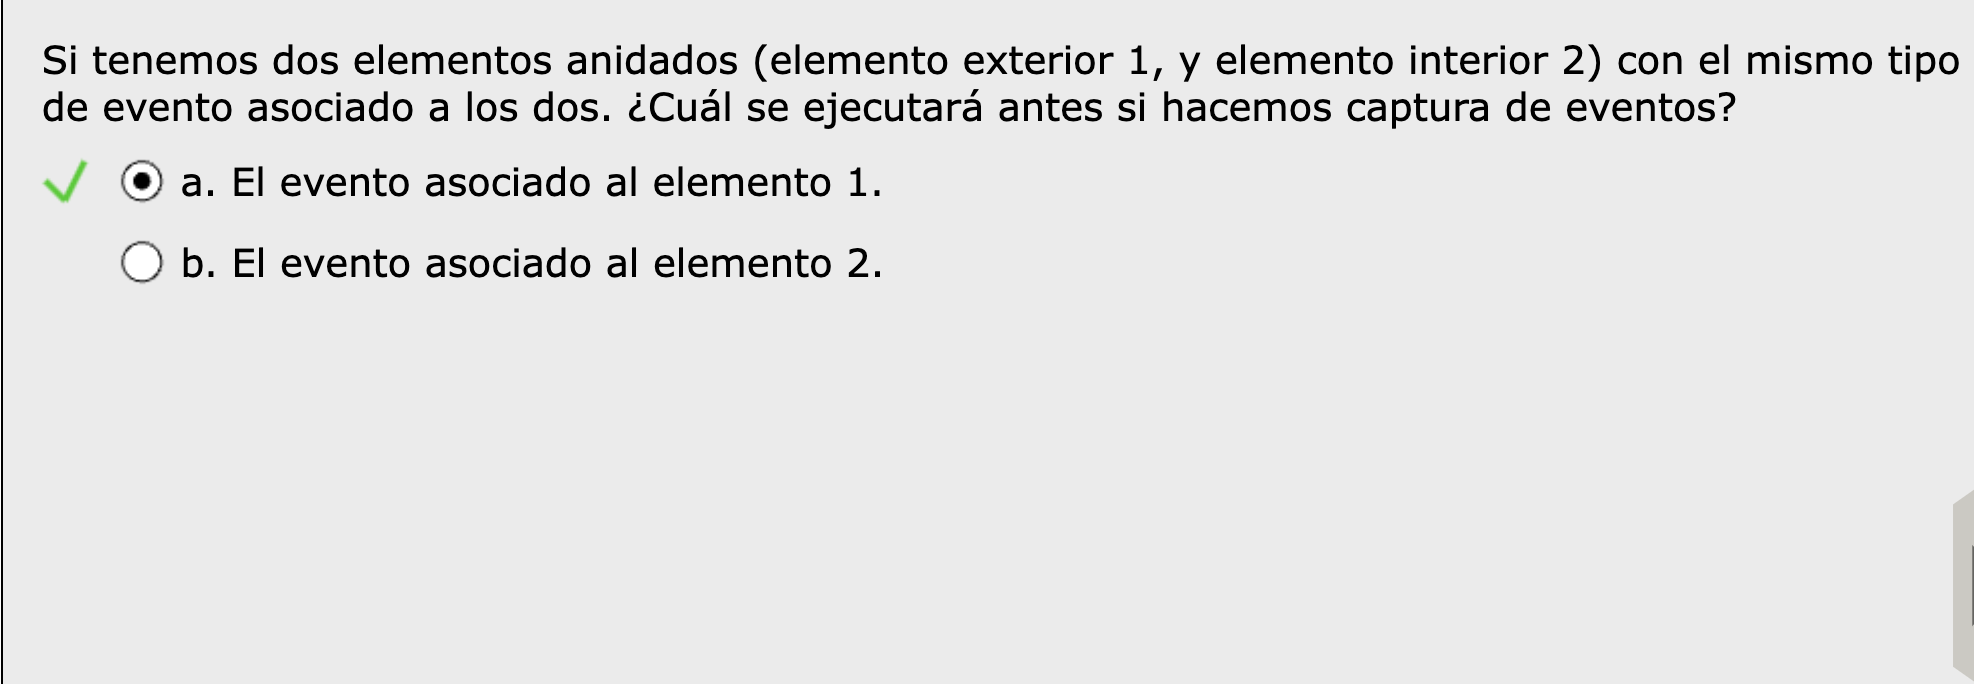 Si tenemos dos elementos anidados (elemento exterior 1, y elemento interior 2) con el mismo tipo
de evento asociado a los dos. ¿Cuál se ejecutará antes si hacemos captura de eventos?
a. El evento asociado al elemento 1.
b. El evento asociado al elemento 2.